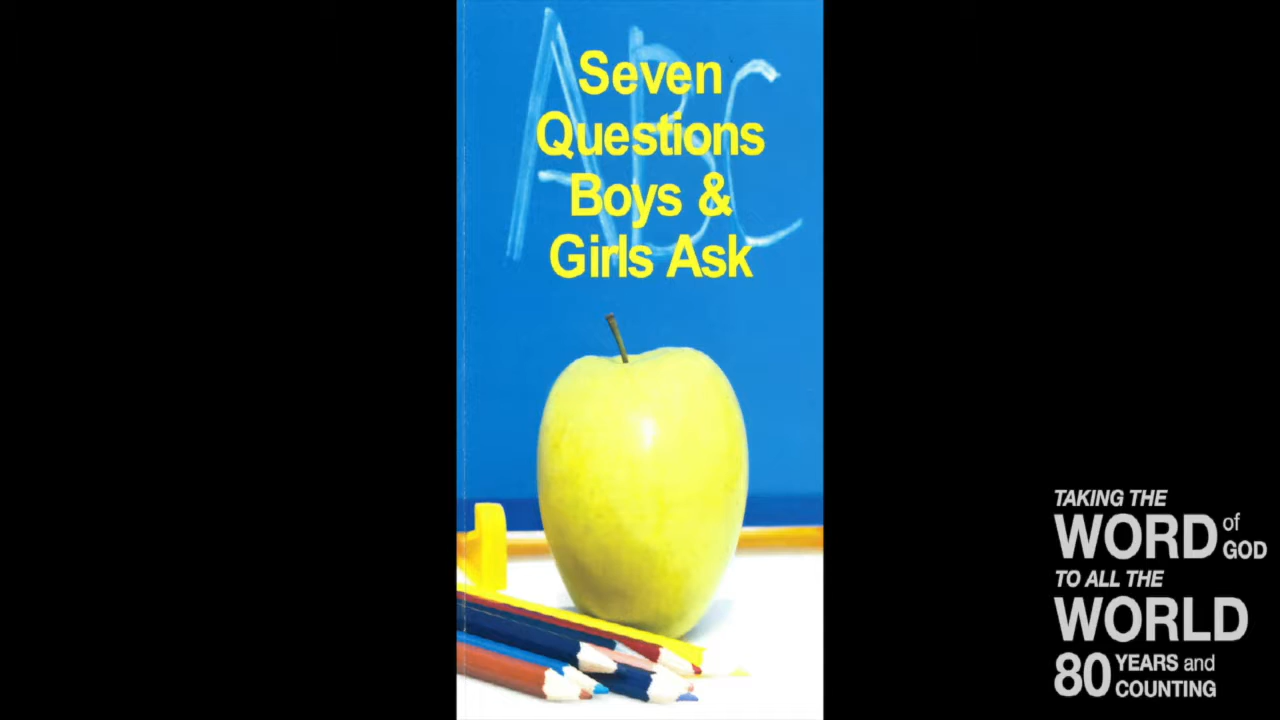 ABC
Seven
Questions
Boys &
Girls Ask
TAKING THE
WORD of GOD
TO ALL THE
WORLD
80 YEARS and
COUNTING